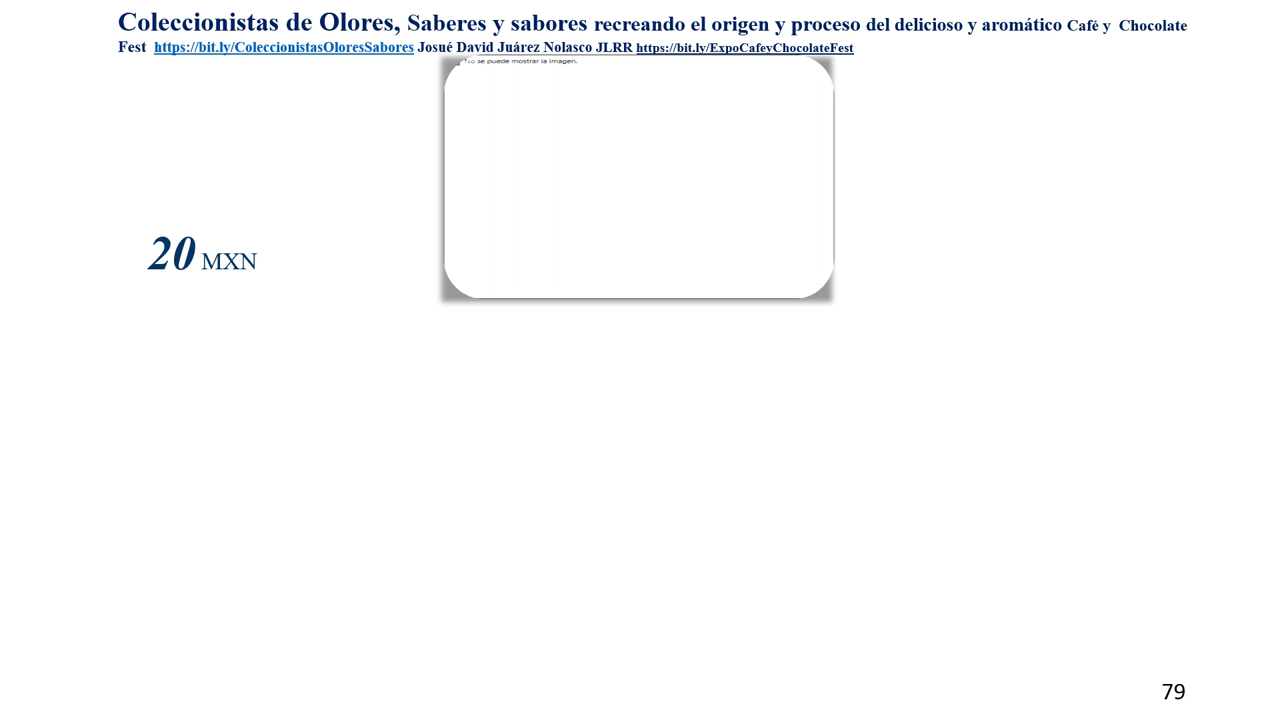 Coleccionistas de Olores, Saberes y sabores recreando el origen y proceso del delicioso y aromático Café y Chocolate
Fest https://bit.ly/ColeccionistasOloresSabores Josué David Juárez Nolasco JLRR https://bit.ly/ExpoCafeyChocolateFest
No se puede mostrar la imagen.
20 MXN
79